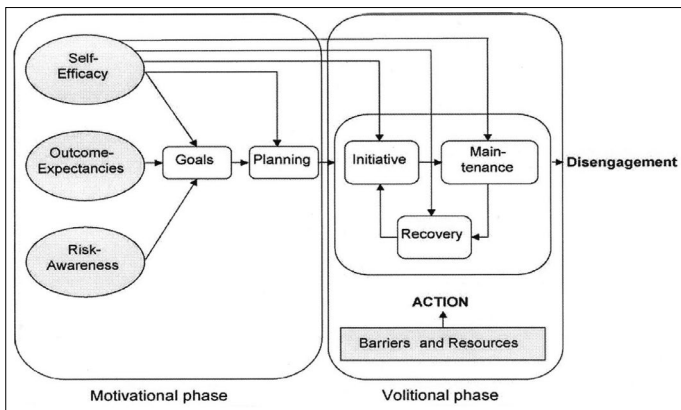 Self-
Efficacy
Outcome-
Expectancies
Risk-
Awareness
Goals
Planning
Initiative
Main-
tenance
Recovery
Disengagement
ACTION
Barriers and Resources
Motivational phase
Volitional phase